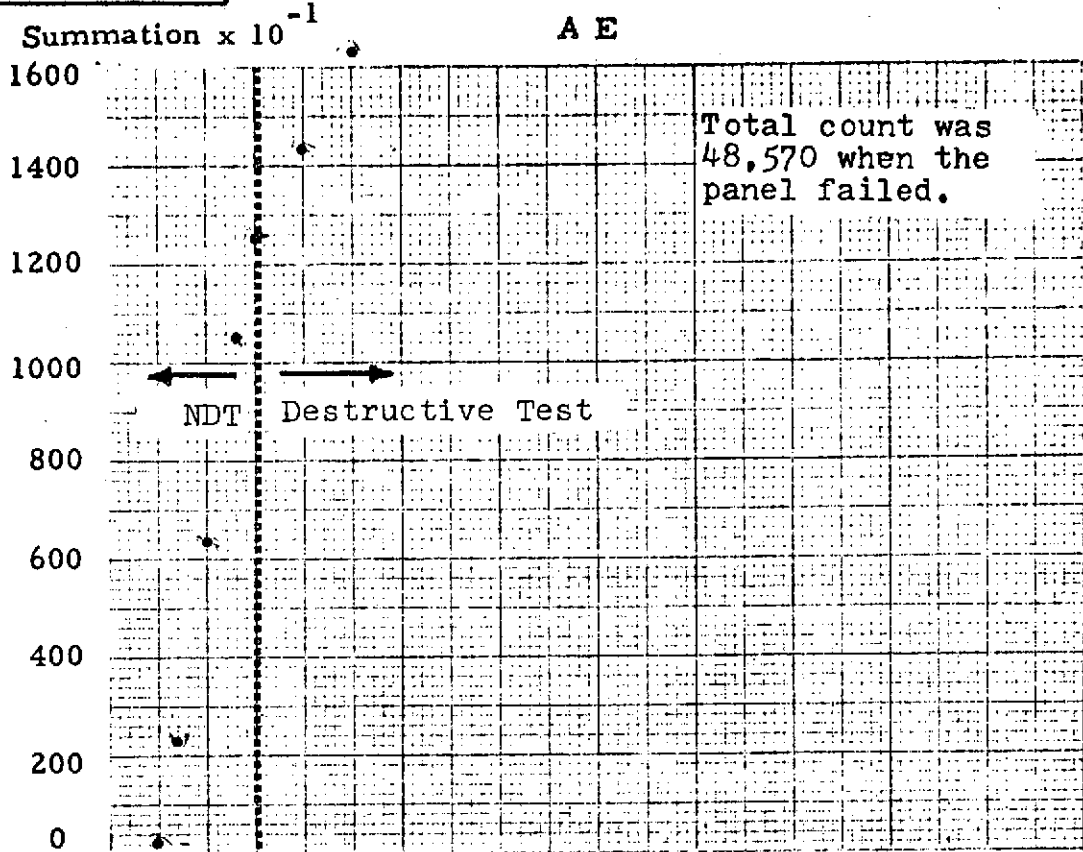 Summation x 10⁻¹
A E
1600
Total count was
48,570 when the
panel failed.
1400
1200
1000
NDT
Destructive Test
800
600
400
200
0